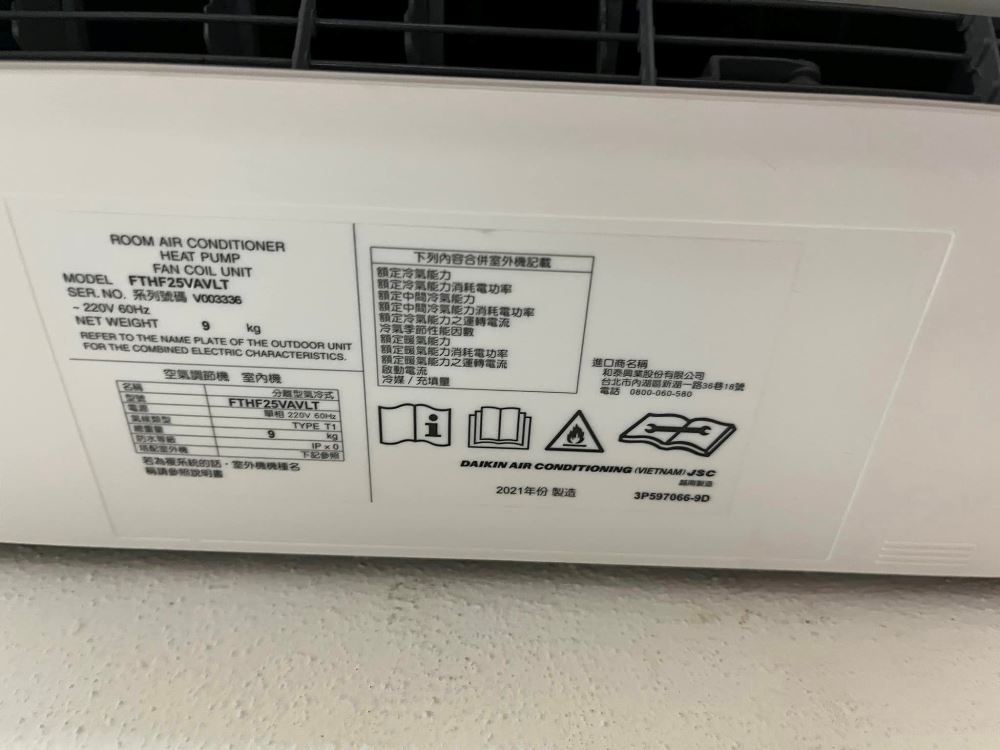 ROOM AIR CONDITIONER
HEAT PUMP
FAN COIL UNIT
MODEL FTHF25VAVLT
SER. NO. 系列號碼 V003336
~ 220V 60Hz
NET WEIGHT 9 kg
REFER TO THE NAME PLATE OF THE OUTDOOR UNIT
FOR THE COMBINED ELECTRIC CHARACTERISTICS.
空氣調節機 室內機
名稱 分離型氣冷式
型號 FTHF25VAVLT
電源 單相 220V 60Hz
氣候類型 TYPE T1
總重量 9 kg
防水等級 IP x 0
搭配室外機 下記參照
若為複系統的話，室外機機種名
稱請參照說明書
下列內容合併室外機記載
額定冷氣能力
額定冷氣能力消耗電功率
額定中間冷氣能力
額定中間冷氣能力消耗電功率
額定冷氣能力之運轉電流
冷氣季節性能因數
額定暖氣能力
額定暖氣能力消耗電功率
額定暖氣能力之運轉電流
啟動電流
冷媒 / 充填量
進口商名稱
和泰興業股份有限公司
台北市內湖區新湖一路36巷18號
電話 0800-060-580
DAIKIN AIR CONDITIONING (VIETNAM) JSC
越南製造
2021年份 製造
3P597066-9D